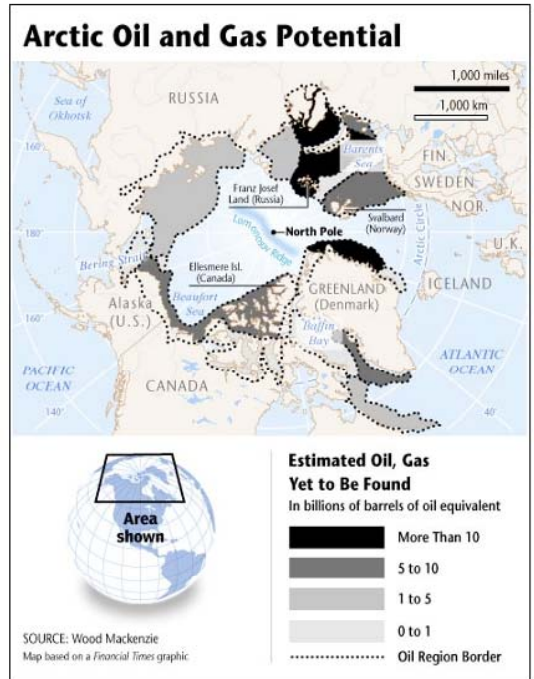 Arctic Oil and Gas Potential
1,000 miles
1,000 km
Sea of
Okhotsk
RUSSIA
Barents
Sea
FIN.
SWEDEN
NOR.
160°
Franz Josef
Land (Russia)
Svalbard
(Norway)
North Pole
Lomonosov Ridge
Arctic Circle
U.K.
180°
Bering Strait
Ellesmere Isl.
(Canada)
GREENLAND
(Denmark)
ICELAND
Alaska
(U.S.)
Beaufort
Sea
Baffin
Bay
160°
PACIFIC
OCEAN
ATLANTIC
OCEAN
CANADA
140°
40°
Area
shown
SOURCE: Wood Mackenzie
Map based on a Financial Times graphic
Estimated Oil, Gas
Yet to Be Found
In billions of barrels of oil equivalent
More Than 10
5 to 10
1 to 5
0 to 1
Oil Region Border